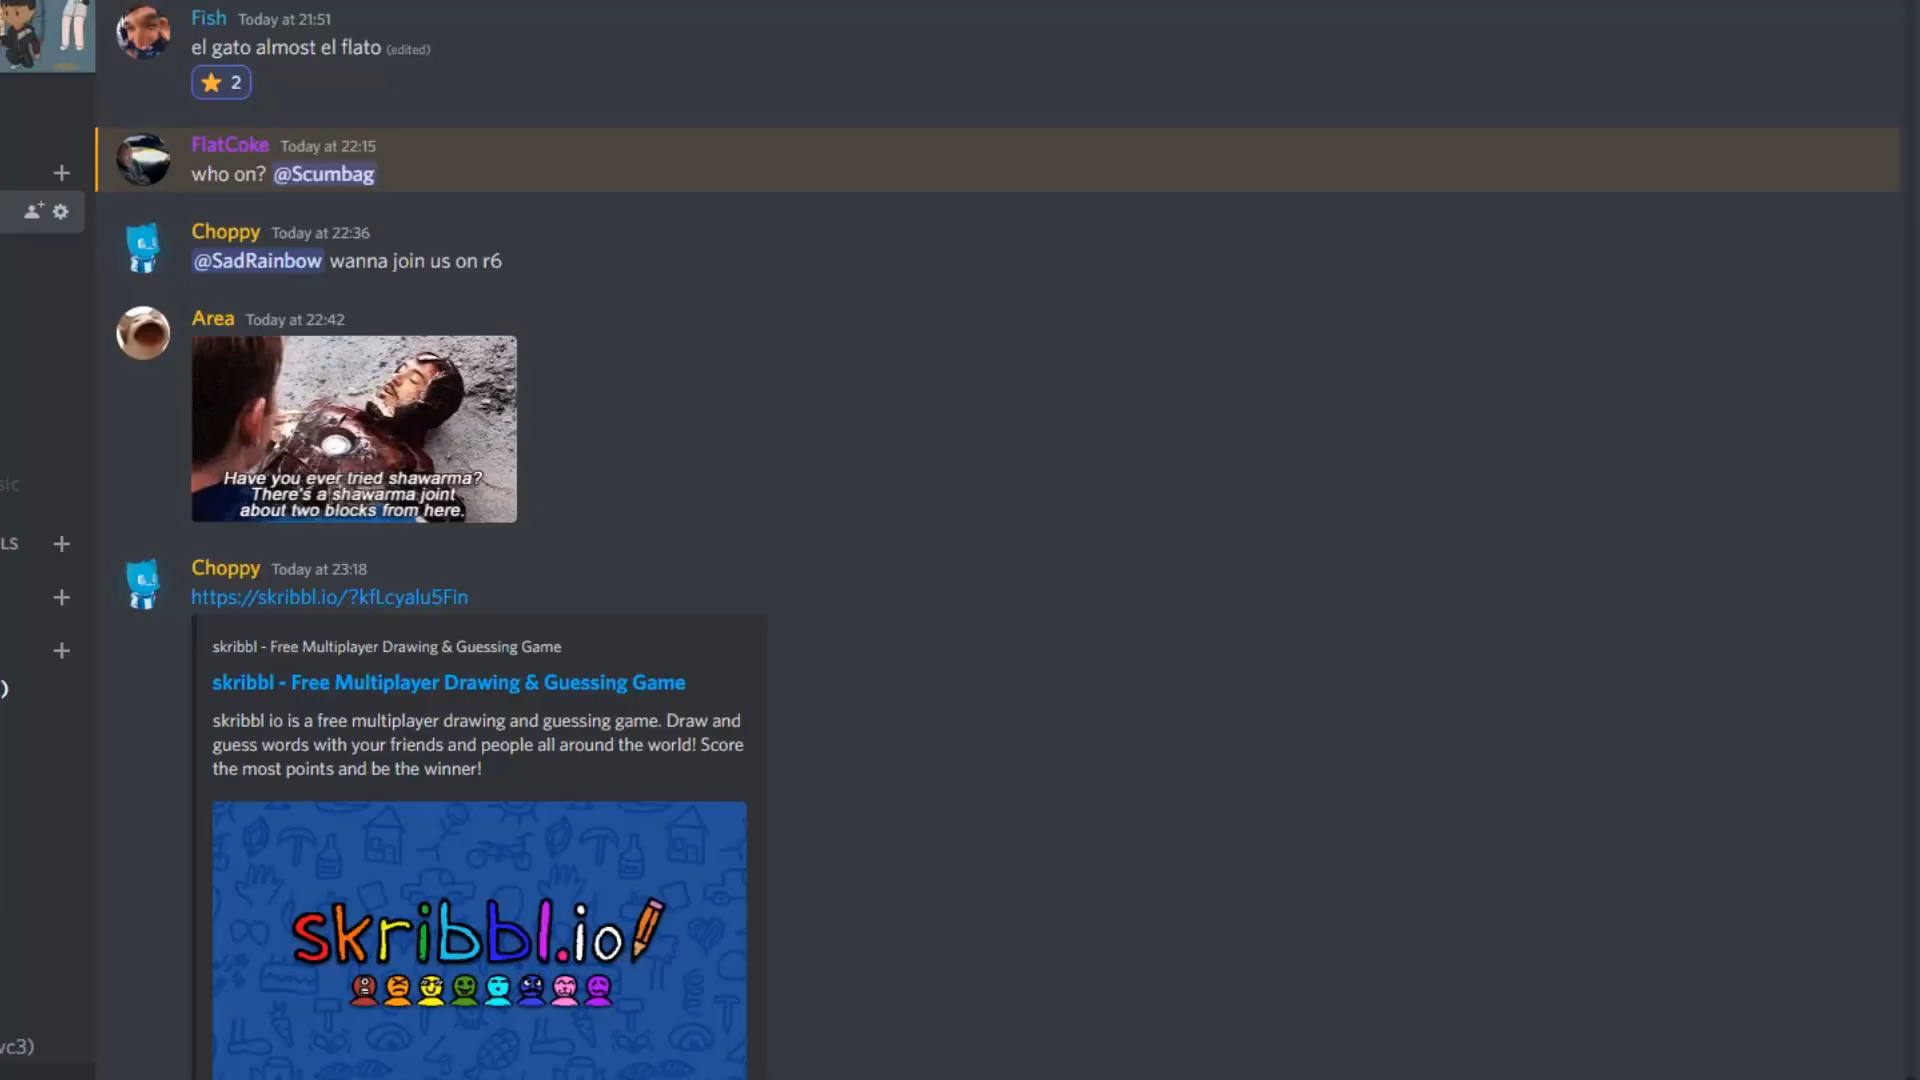 Fish Today at 21:51
el gato almost el flato (edited)
2
FlatCoke Today at 22:15
who on? @Scumbag
Choppy Today at 22:36
@SadRainbow wanna join us on r6
Area Today at 22:42
Have you ever tried shawarma?
There's a shawarma joint
about two blocks from here.
sic
LS
Choppy Today at 23:18
https://skribbl.io/?kfLcyalu5Fin
skribbl - Free Multiplayer Drawing & Guessing Game
skribbl - Free Multiplayer Drawing & Guessing Game
)
skribbl io is a free multiplayer drawing and guessing game. Draw and
guess words with your friends and people all around the world! Score
the most points and be the winner!
skribbl.io
vc3)